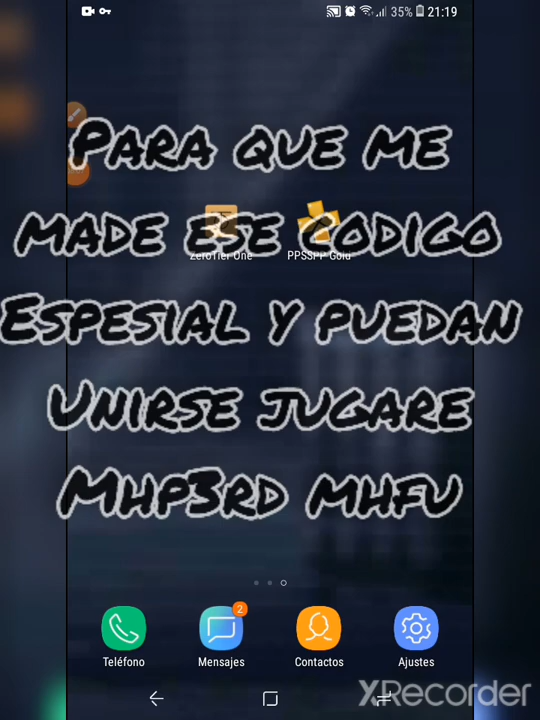 35% 21:19
Para que me
made ese codigo
ZeroTier One PPSSPP Gold
Espesial y puedan
Unirse jugare
Mhp3rd mhfu
2
Teléfono Mensajes Contactos Ajustes
XRecorder